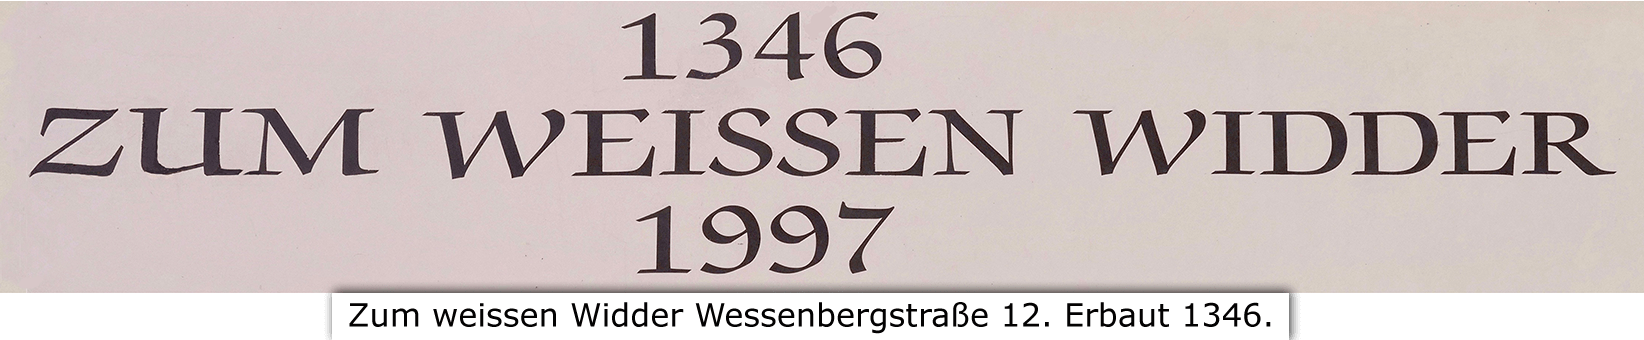 1346
ZUM WEISSEN WIDDER
1997
Zum weissen Widder Wessenbergstraße 12. Erbaut 1346.